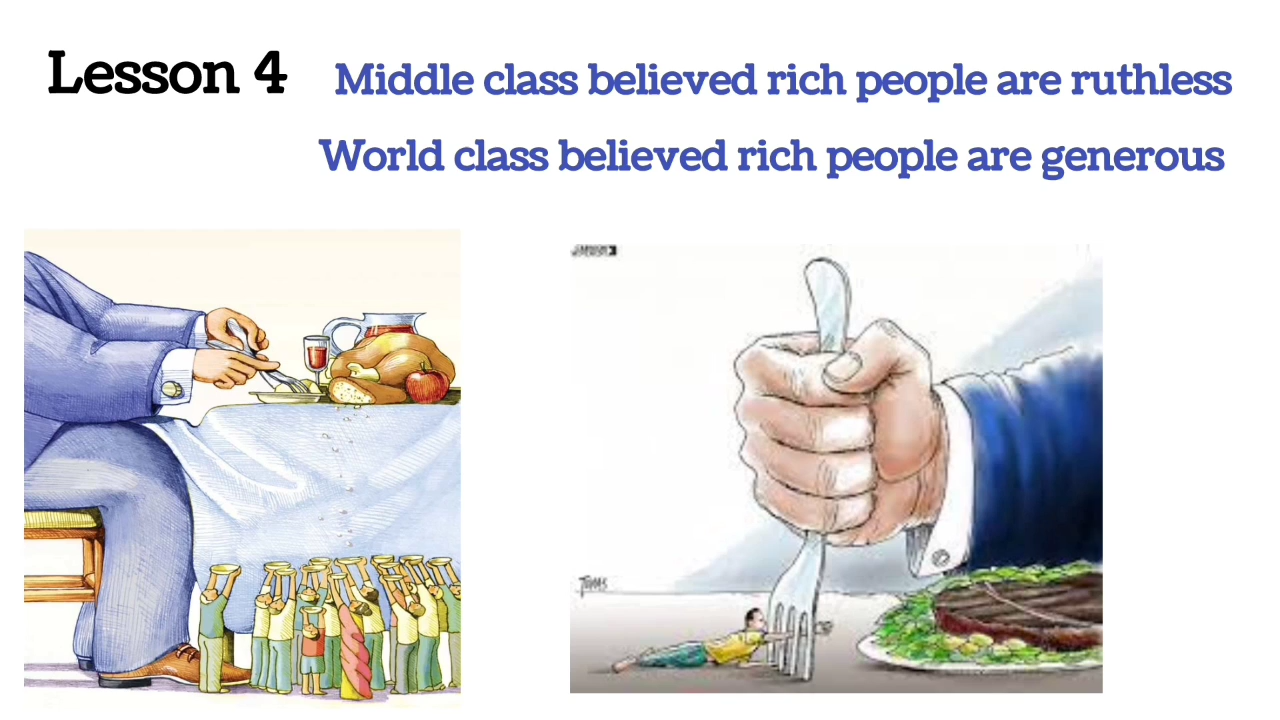 Lesson 4
Middle class believed rich people are ruthless
World class believed rich people are generous